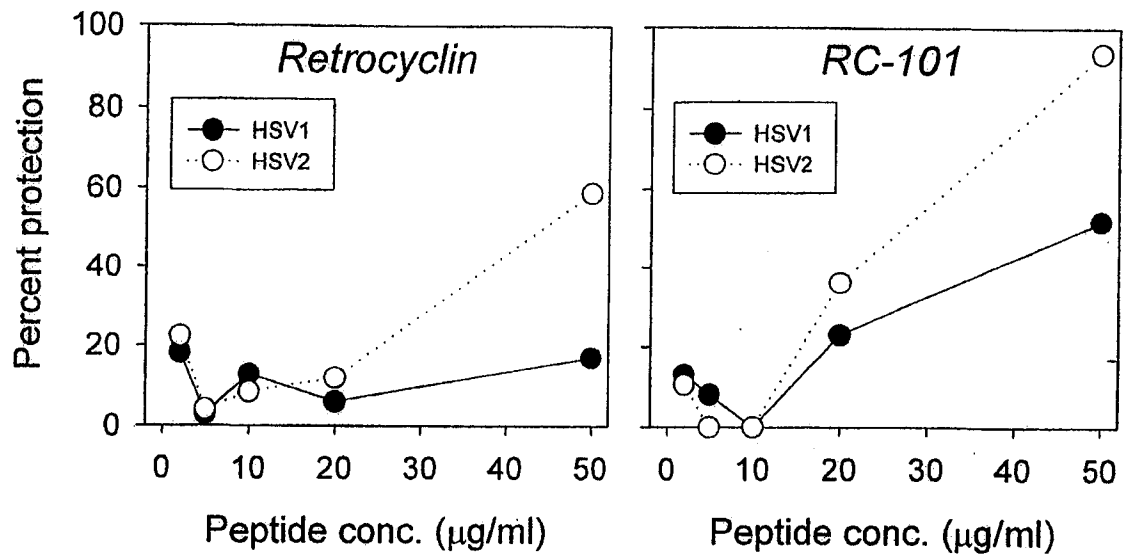 Percent protection
100
80
60
40
20
0
Retrocyclin
HSV1
HSV2
0 10 20 30 40 50
Peptide conc. (μg/ml)
RC-101
HSV1
HSV2
0 10 20 30 40 50
Peptide conc. (μg/ml)